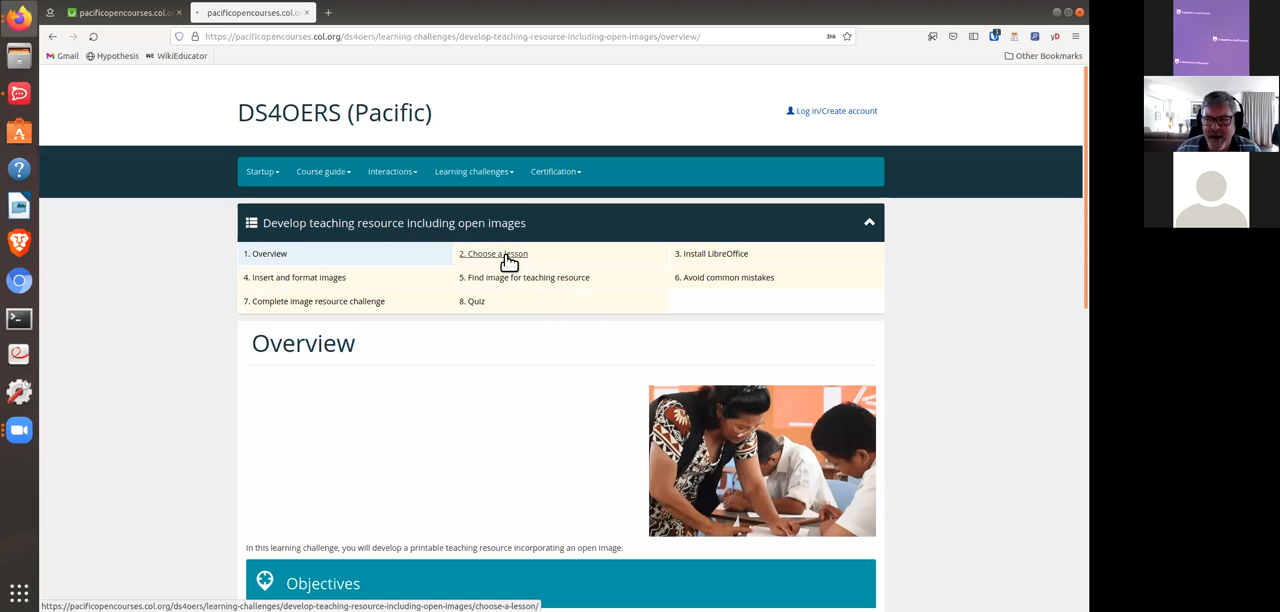 pacificopencourses.col.o
pacificopencourses.col.o
https://pacificopencourses.col.org/ds4oers/learning-challenges/develop-teaching-resource-including-open-images/overview/
Gmail Hypothesis WE WikiEducator Other Bookmarks
DS4OERS (Pacific)
Log in/Create account
Startup Course guide Interactions Learning challenges Certification
Develop teaching resource including open images
1. Overview 2. Choose a lesson 3. Install LibreOffice
4. Insert and format images 5. Find image for teaching resource 6. Avoid common mistakes
7. Complete image resource challenge 8. Quiz
Overview
In this learning challenge, you will develop a printable teaching resource incorporating an open image.
Objectives
https://pacificopencourses.col.org/ds4oers/learning-challenges/develop-teaching-resource-including-open-images/choose-a-lesson/